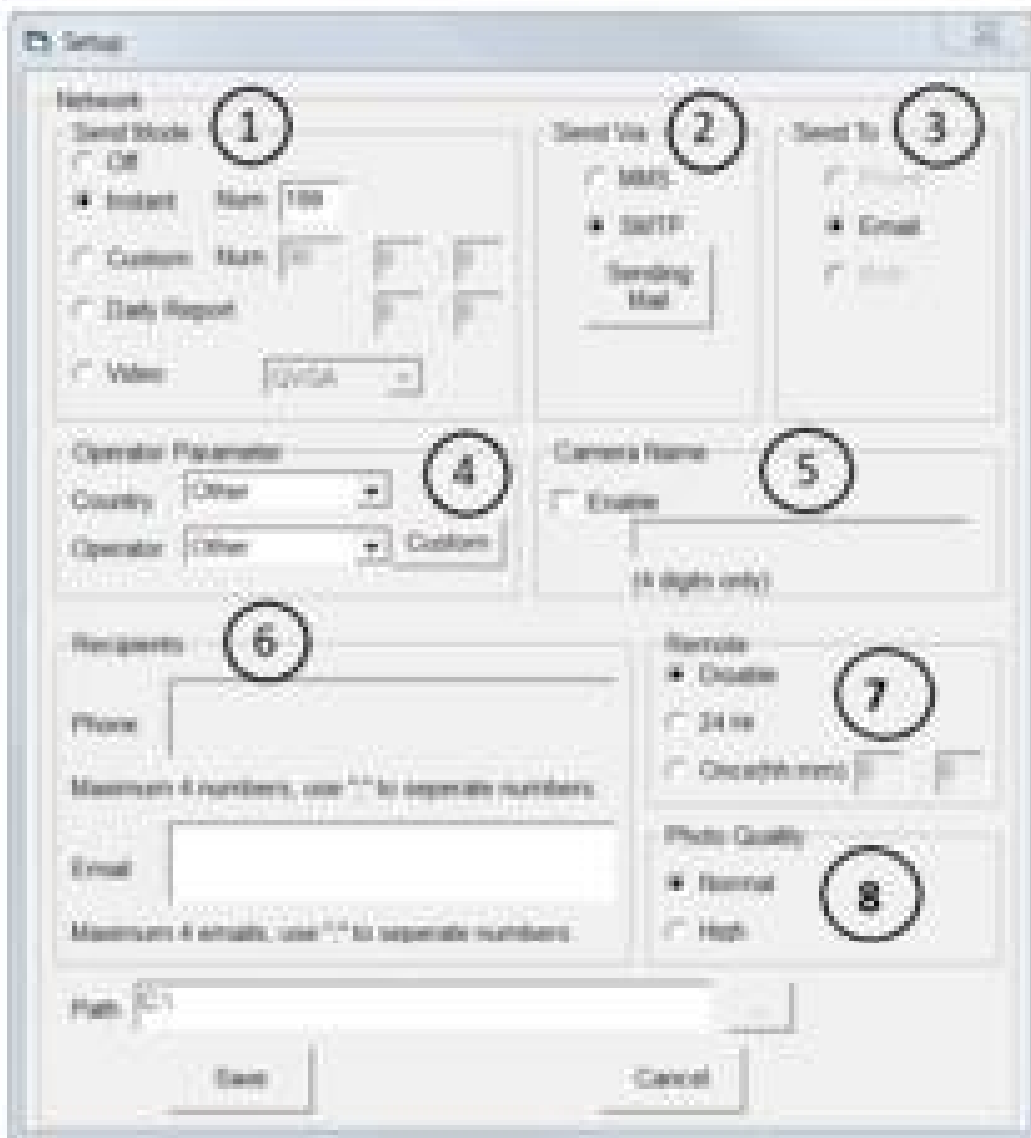 Setup
Network
Send Mode 1
Off
Instant Num
Custom Num
Daily Report
Video QVGA
Send Via 2
MMS
SMTP
Sending
Mail
Send To 3
Email
Operator Parameter 4
Country Other
Operator Other Custom
Camera Name 5
Enable
(4 digits only)
Recipients 6
Phone
Maximum 4 numbers, use to seperate numbers
Email
Maximum 4 emails, use to seperate numbers
Remote 7
Disable
24 Hr
Once(hh:mm)
Photo Quality 8
Normal
High
Path
Save Cancel